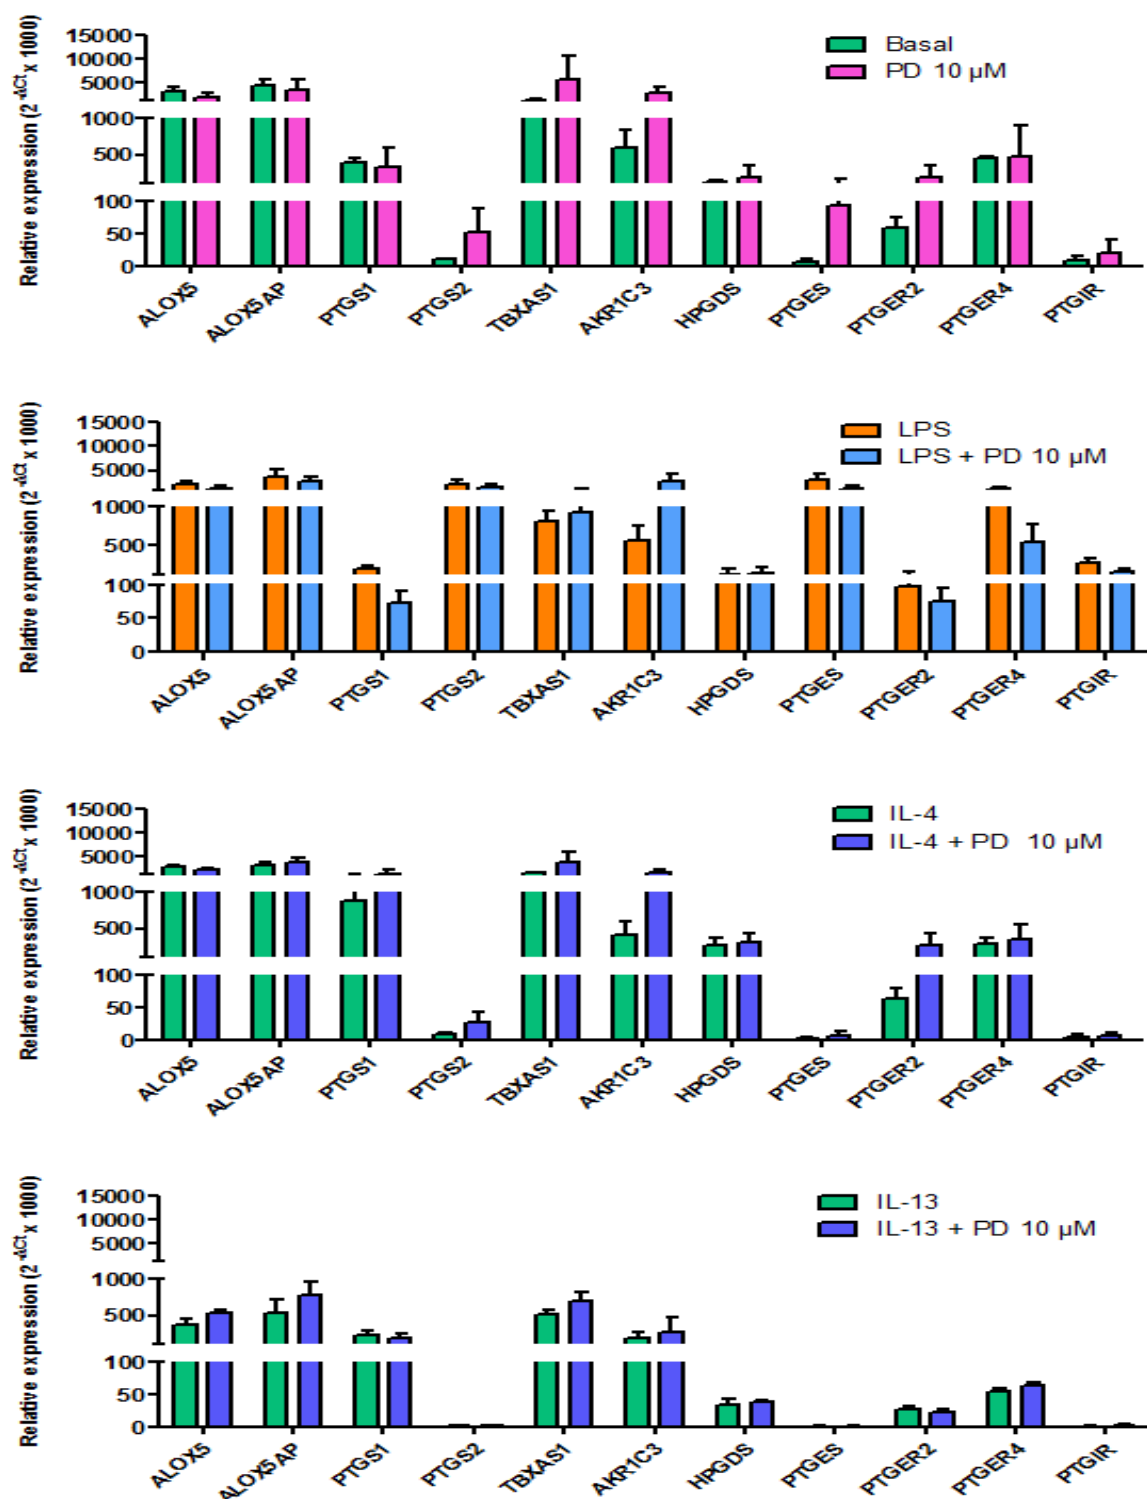 Relative expression (2^-ΔCt x 1000)
15000
10000
5000
1000
500
100
50
0
Basal
PD 10 µM
ALOX5 ALOX5AP PTGS1 PTGS2 TBXAS1 AKR1C3 HPGDS PTGES PTGER2 PTGER4 PTGIR
Relative expression (2^-ΔCt x 1000)
15000
10000
5000
1000
500
100
50
0
LPS
LPS + PD 10 µM
ALOX5 ALOX5AP PTGS1 PTGS2 TBXAS1 AKR1C3 HPGDS PTGES PTGER2 PTGER4 PTGIR
Relative expression (2^-ΔCt x 1000)
15000
10000
5000
1000
500
100
50
0
IL-4
IL-4 + PD 10 µM
ALOX5 ALOX5AP PTGS1 PTGS2 TBXAS1 AKR1C3 HPGDS PTGES PTGER2 PTGER4 PTGIR
Relative expression (2^-ΔCt x 1000)
15000
10000
5000
1000
500
100
50
0
IL-13
IL-13 + PD 10 µM
ALOX5 ALOX5AP PTGS1 PTGS2 TBXAS1 AKR1C3 HPGDS PTGES PTGER2 PTGER4 PTGIR